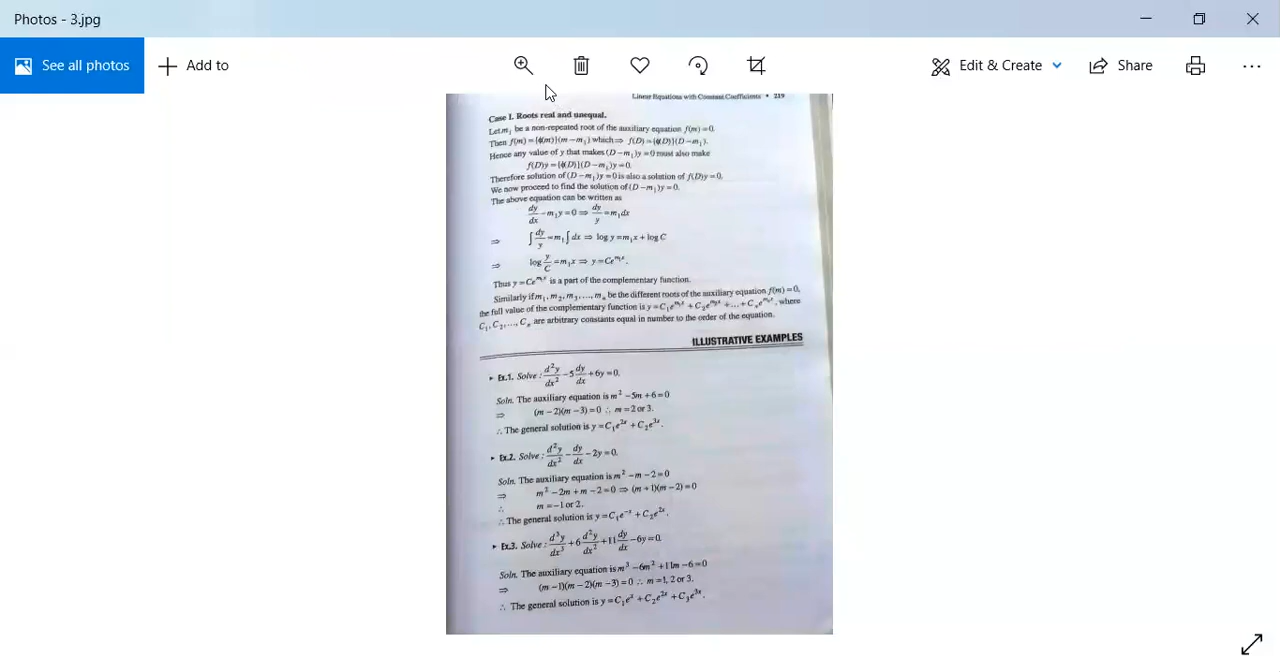 Photos - 3.jpg
See all photos
Add to
Edit & Create
Share
Linear Equations with Constant Coefficients • 219
Case I. Roots real and unequal.
Let m₁ be a non-repeated root of the auxiliary equation f(m)=0.
Then f(m)={ϕ(m)}(m−m₁) which ⇒ f(D)={ϕ(D)}(D−m₁).
Hence any value of y that makes (D−m₁)y=0 must also make
f(D)y={ϕ(D)}(D−m₁)y=0.
Therefore solution of (D−m₁)y=0 is also a solution of f(D)y=0.
We now proceed to find the solution of (D−m₁)y=0.
The above equation can be written as
dy/dx −m₁y=0 ⇒ dy/y =m₁dx
⇒ ∫dy/y =m₁∫dx ⇒ log y=m₁x+log C
⇒ log y/C =m₁x ⇒ y=Ce^{m₁x}.
Thus y=Ce^{m₁x} is a part of the complementary function.
Similarly if m₁, m₂, m₃,..., mₙ be the different roots of the auxiliary equation f(m)=0,
the full value of the complementary function is y=C₁e^{m₁x}+C₂e^{m₂x}+...+Cₙe^{mₙx}, where
C₁, C₂,..., Cₙ are arbitrary constants equal in number to the order of the equation.
ILLUSTRATIVE EXAMPLES
▸ Ex.1. Solve : d²y/dx² −5 dy/dx +6y=0.
Soln. The auxiliary equation is m²−5m+6=0
⇒ (m−2)(m−3)=0 ∴ m=2 or 3.
∴ The general solution is y=C₁e^{2x}+C₂e^{3x}.
▸ Ex.2. Solve : d²y/dx² − dy/dx −2y=0.
Soln. The auxiliary equation is m²−m−2=0
⇒ m²−2m+m−2=0 ⇒ (m+1)(m−2)=0
∴ m=−1 or 2.
∴ The general solution is y=C₁e^{−x}+C₂e^{2x}.
▸ Ex.3. Solve : d³y/dx³ +6 d²y/dx² +11 dy/dx −6y=0.
Soln. The auxiliary equation is m³−6m²+11m−6=0
⇒ (m−1)(m−2)(m−3)=0 ∴ m=1, 2 or 3.
∴ The general solution is y=C₁e^{x}+C₂e^{2x}+C₃e^{3x}.